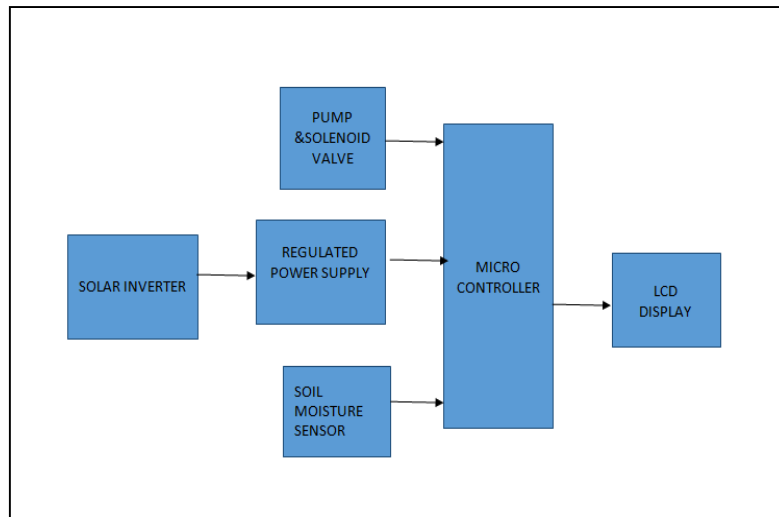 PUMP
&SOLENOID
VALVE
SOLAR INVERTER
REGULATED
POWER SUPPLY
MICRO
CONTROLLER
LCD
DISPLAY
SOIL
MOISTURE
SENSOR